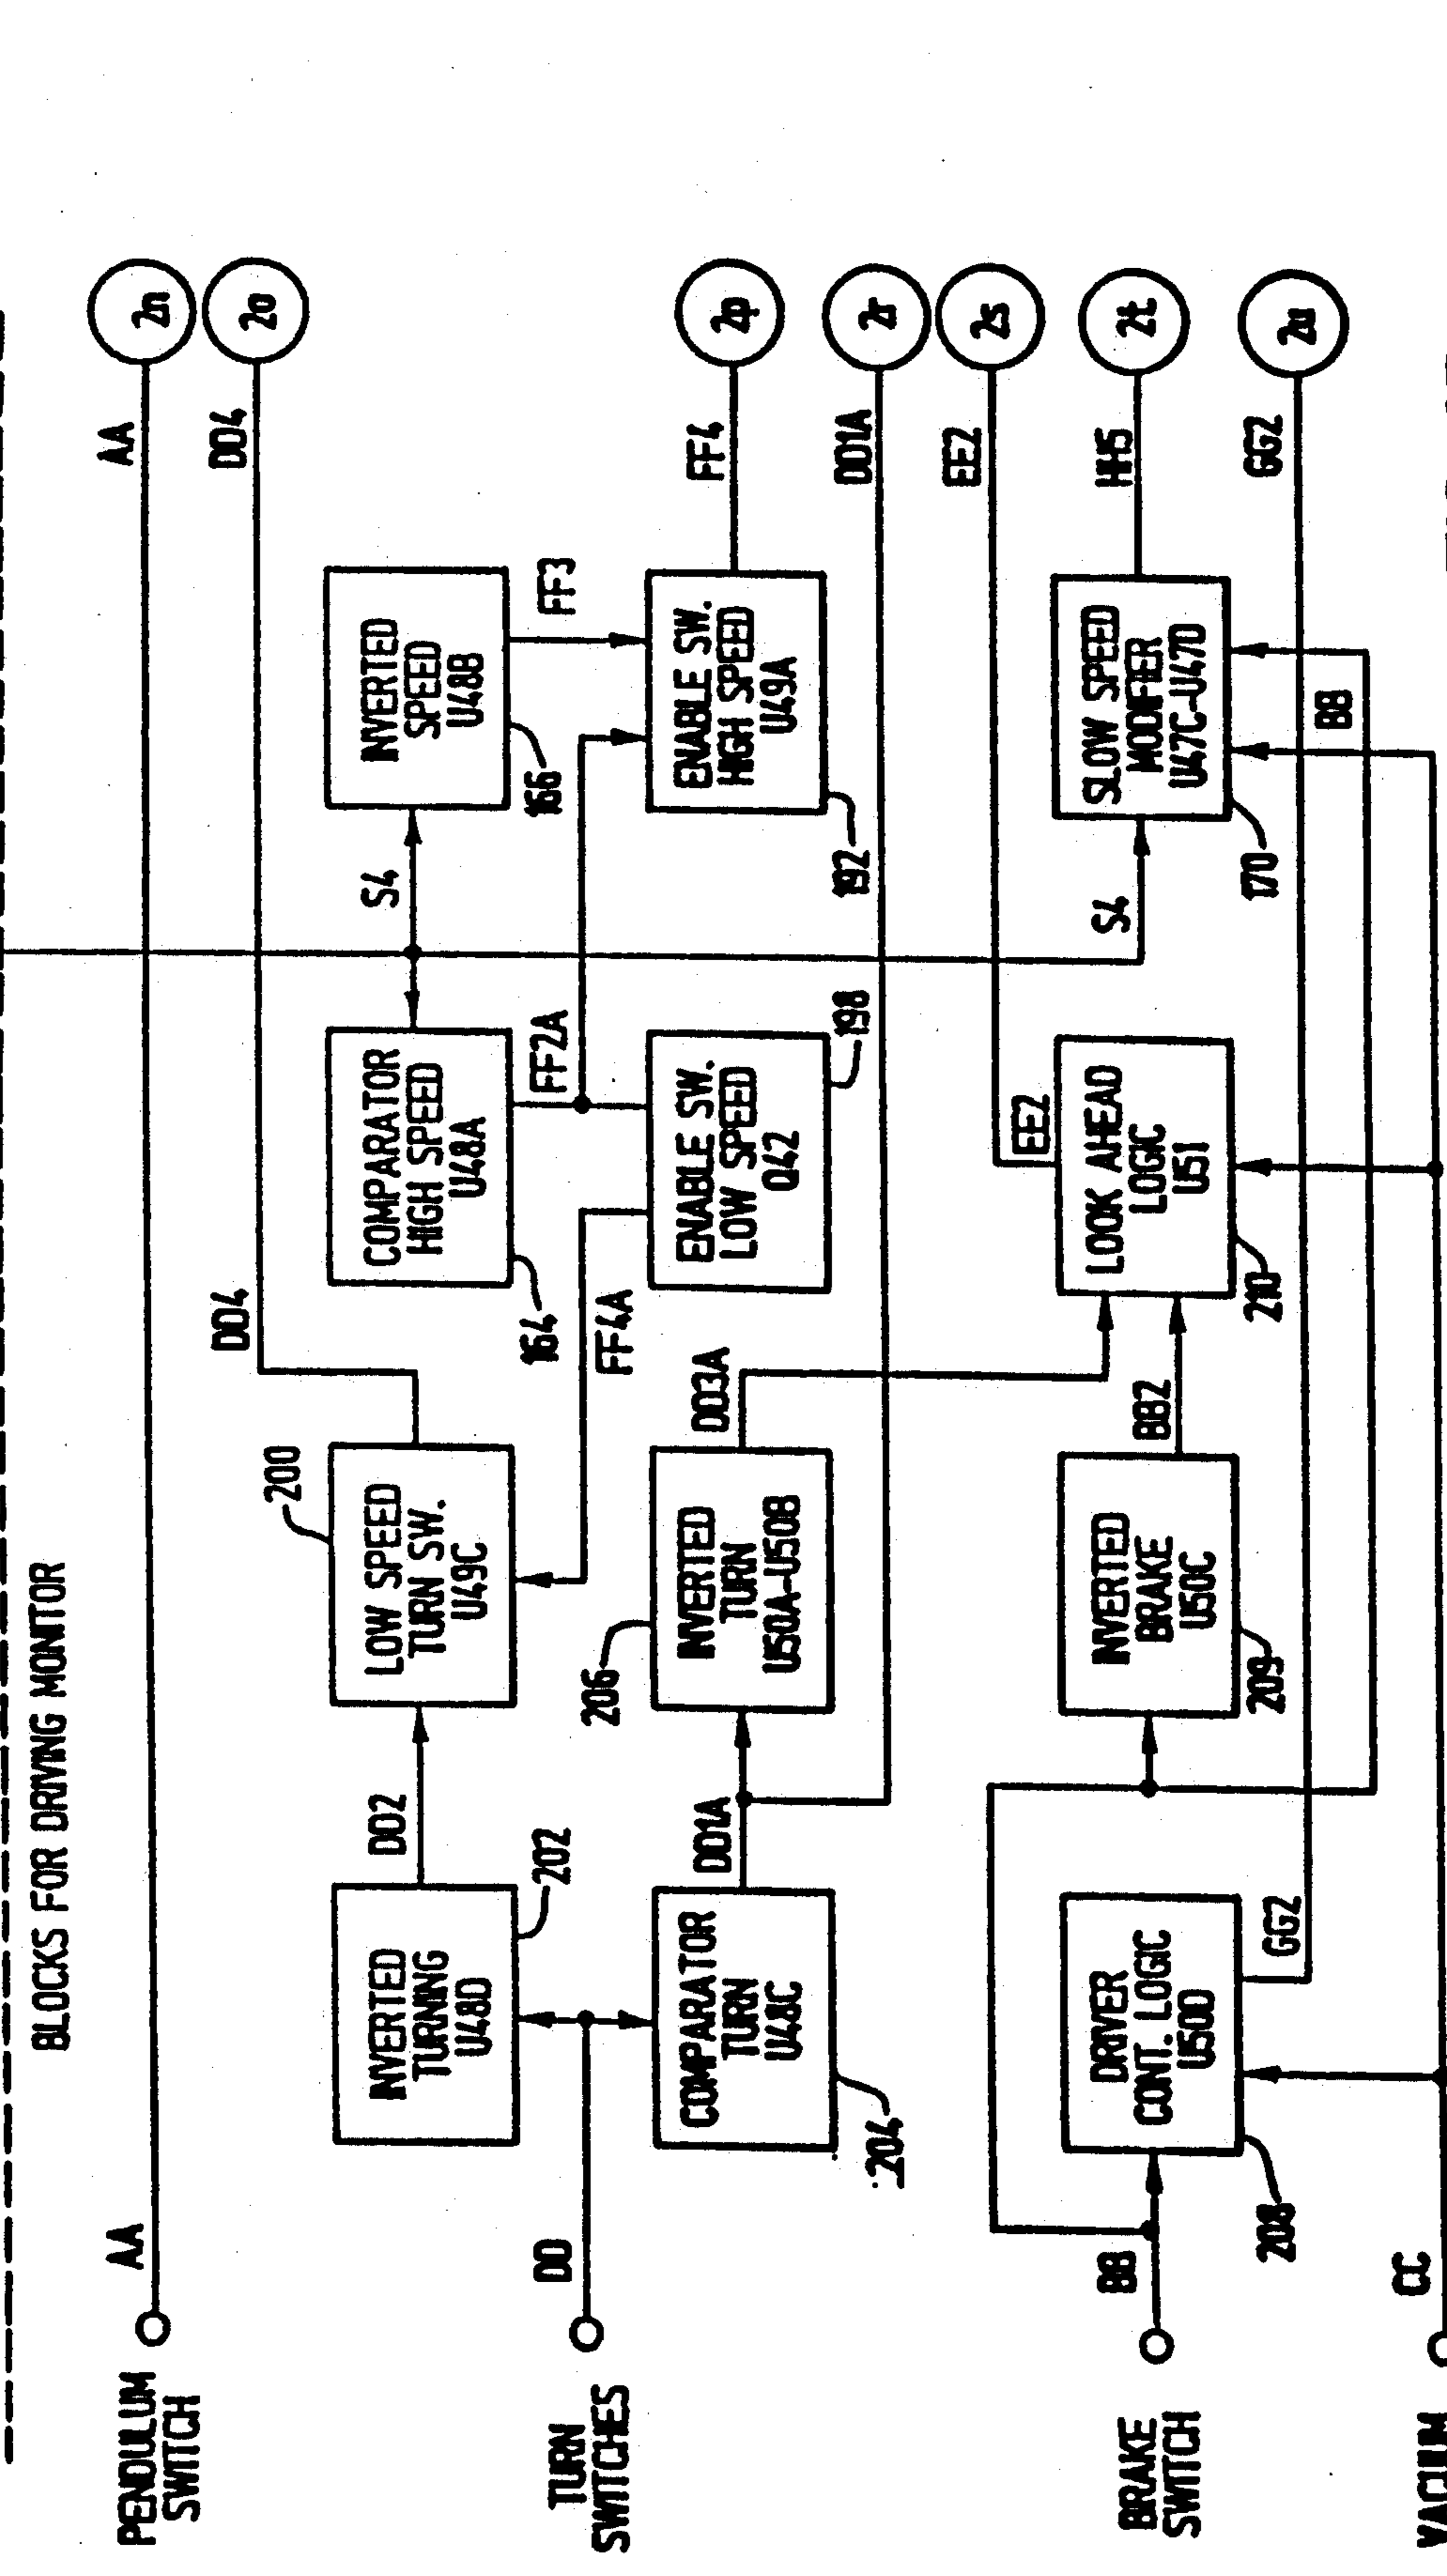 BLOCKS FOR DRIVING MONITOR
PENDULUM
SWITCH
AA
AA
2n
DD4
DD4
2o
200
LOW SPEED
TURN SW.
U49C
COMPARATOR
HIGH SPEED
U48A
164
S4
INVERTED
SPEED
U48B
166
INVERTED
TURNING
U48D
202
DD2
FF2A
FF3
FF4A
TURN
SWITCHES
DD
COMPARATOR
TURN
U48C
204
DD1A
206
INVERTED
TURN
U50A-U50B
DD3A
ENABLE SW.
LOW SPEED
Q42
198
ENABLE SW.
HIGH SPEED
U49A
192
FF4
2p
DD1A
2r
EE2
EE2
2s
BRAKE
SWITCH
BB
DRIVER
CONT. LOGIC
U50D
208
GG2
INVERTED
BRAKE
U50C
209
BB2
LOOK AHEAD
LOGIC
U51
210
S4
SLOW SPEED
MODIFIER
U47C-U47D
170
HH5
2t
BB
GG2
2u
VACUUM
CC